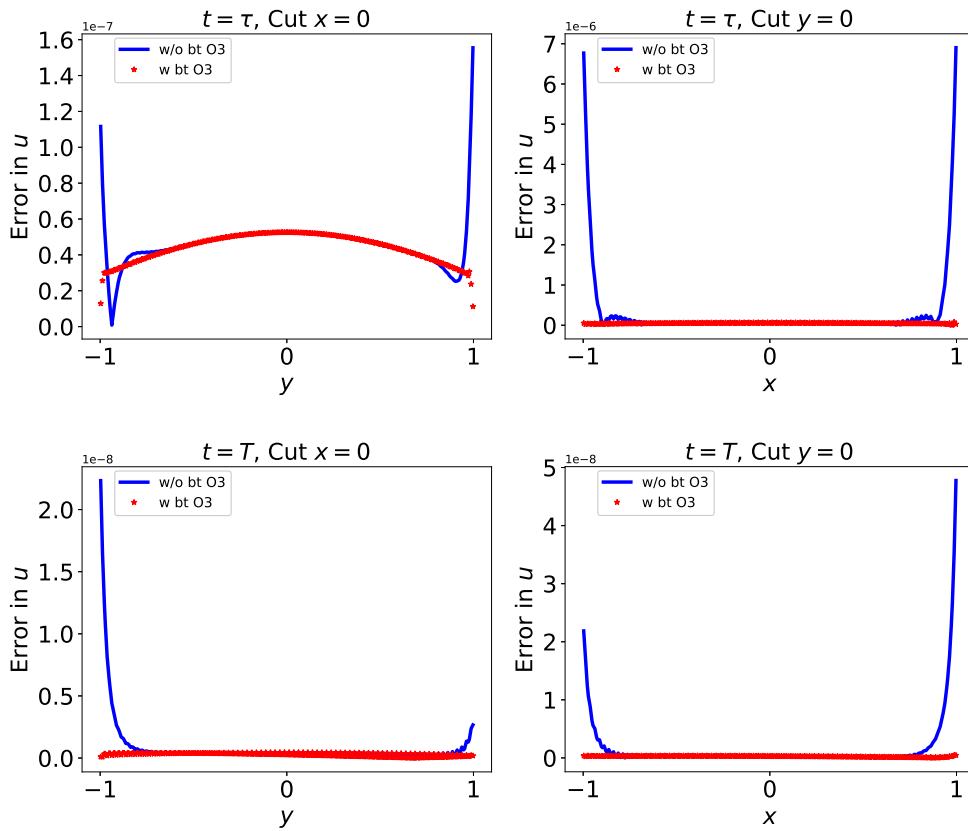 t = τ, Cut x = 0
1e−7
1.6
1.4
1.2
1.0
0.8
0.6
0.4
0.2
0.0
Error in u
w/o bt O3
w bt O3
−1
0
1
y
t = τ, Cut y = 0
1e−6
7
6
5
4
3
2
1
0
Error in u
w/o bt O3
w bt O3
−1
0
1
x
t = T, Cut x = 0
1e−8
2.0
1.5
1.0
0.5
0.0
Error in u
w/o bt O3
w bt O3
−1
0
1
y
t = T, Cut y = 0
1e−8
5
4
3
2
1
0
Error in u
w/o bt O3
w bt O3
−1
0
1
x